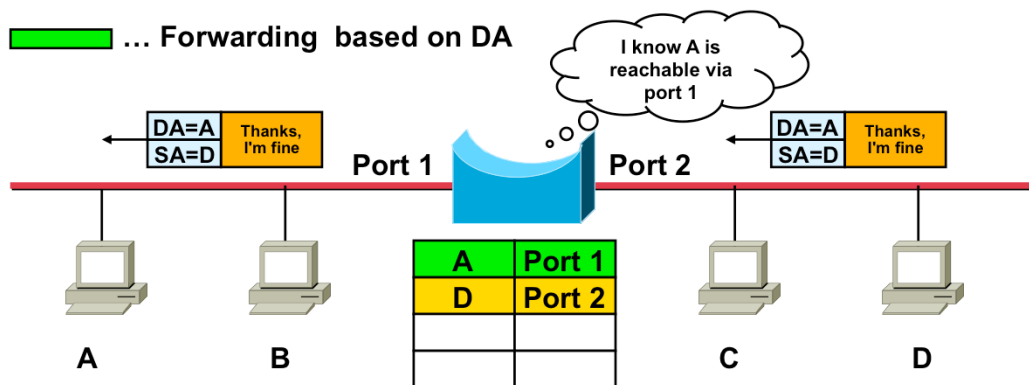 ... Forwarding based on DA
I know A is
reachable via
port 1
DA=A
SA=D
Thanks,
I'm fine
Port 1
Port 2
DA=A
SA=D
Thanks,
I'm fine
A Port 1
D Port 2
A
B
C
D